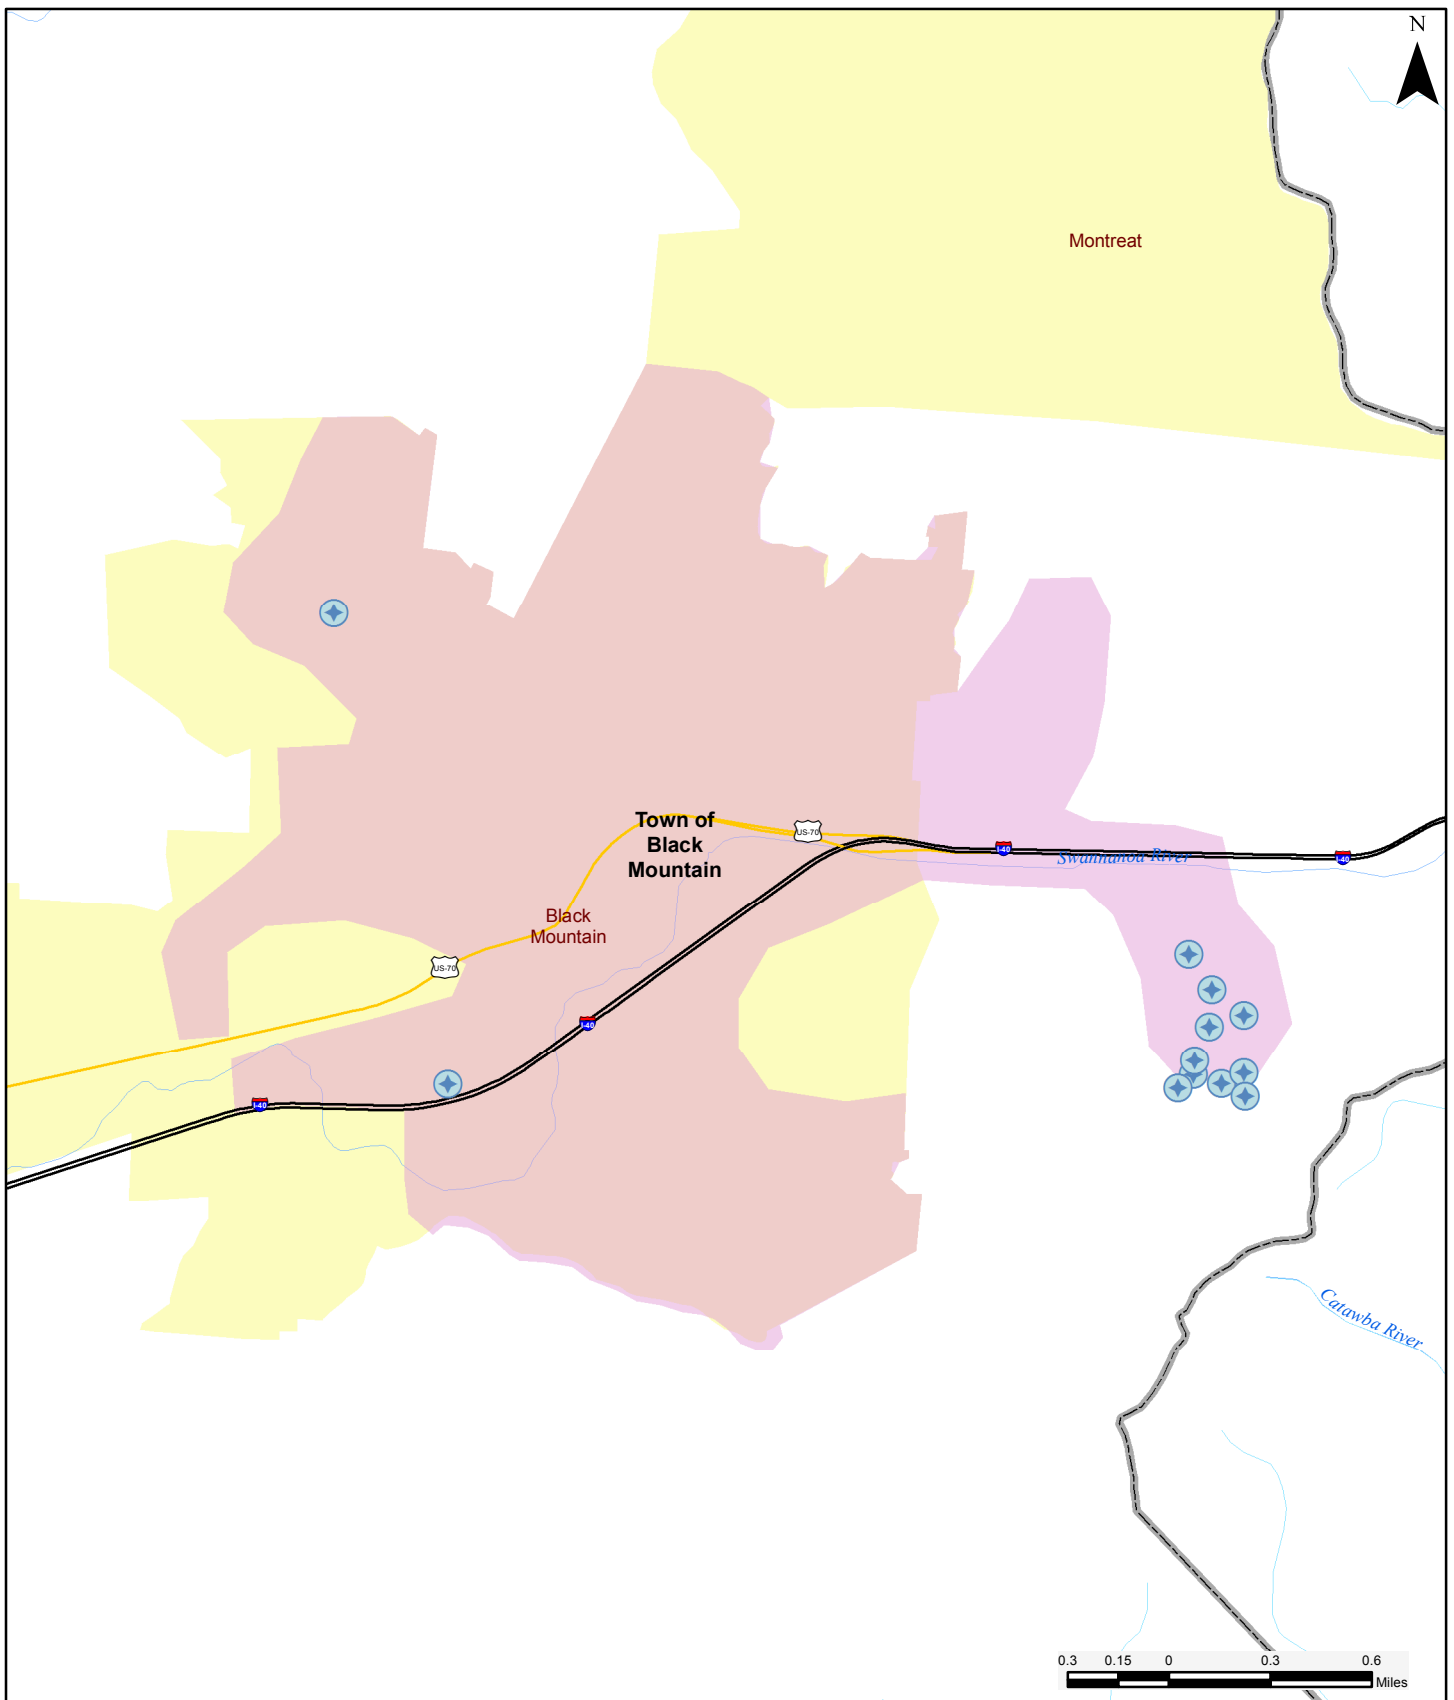 N
Montreat
Town of
Black
Mountain
US-70
I-40
Swannanoa River
I-40
Black
Mountain
US-70
I-40
I-40
Catawba River
0.3 0.15 0 0.3 0.6
Miles